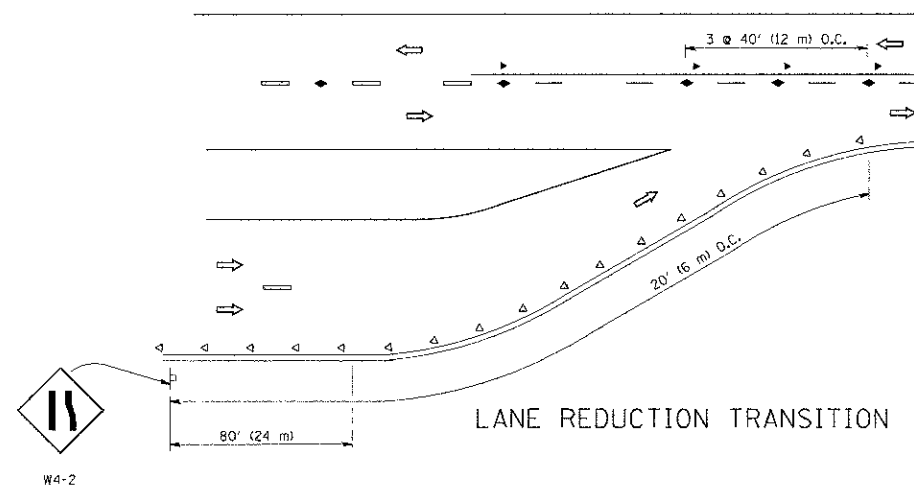 3 @ 40' (12 m) O.C.
20' (6 m) O.C.
LANE REDUCTION TRANSITION
80' (24 m)
W4-2